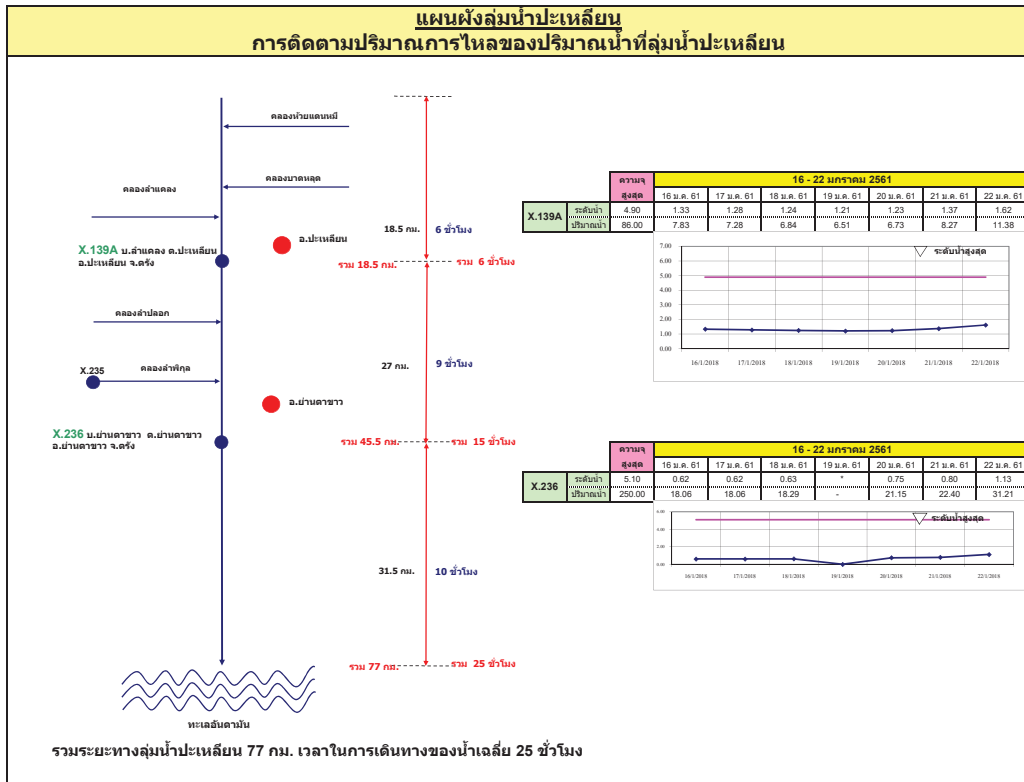 แผนผังลุ่มน้ำปะเหลียน
การติดตามปริมาณการไหลของปริมาณน้ำที่ลุ่มน้ำปะเหลียน
คลองห้วยแดนหมี
คลองบาดหลุด
คลองลำแคลง
อ.ปะเหลียน
18.5 กม.
6 ชั่วโมง
X.139A บ.ลำแคลง ต.ปะเหลียน
อ.ปะเหลียน จ.ตรัง
รวม 18.5 กม.
รวม 6 ชั่วโมง
คลองลำปลอก
X.235
คลองลำพิกุล
27 กม.
9 ชั่วโมง
อ.ย่านตาขาว
X.236 บ.ย่านตาขาว ต.ย่านตาขาว
อ.ย่านตาขาว จ.ตรัง
รวม 45.5 กม.
รวม 15 ชั่วโมง
31.5 กม.
10 ชั่วโมง
รวม 77 กม.
รวม 25 ชั่วโมง
ทะเลอันดามัน
รวมระยะทางลุ่มน้ำปะเหลียน 77 กม. เวลาในการเดินทางของน้ำเฉลี่ย 25 ชั่วโมง
ความจุ
สูงสุด
16 - 22 มกราคม 2561
16 ม.ค. 61 17 ม.ค. 61 18 ม.ค. 61 19 ม.ค. 61 20 ม.ค. 61 21 ม.ค. 61 22 ม.ค. 61
X.139A
ระดับน้ำ 4.90 1.33 1.28 1.24 1.21 1.23 1.37 1.62
ปริมาณน้ำ 86.00 7.83 7.28 6.84 6.51 6.73 8.27 11.38
ระดับน้ำสูงสุด
7.00
6.00
5.00
4.00
3.00
2.00
1.00
0.00
16/1/2018 17/1/2018 18/1/2018 19/1/2018 20/1/2018 21/1/2018 22/1/2018
ความจุ
สูงสุด
16 - 22 มกราคม 2561
16 ม.ค. 61 17 ม.ค. 61 18 ม.ค. 61 19 ม.ค. 61 20 ม.ค. 61 21 ม.ค. 61 22 ม.ค. 61
X.236
ระดับน้ำ 5.10 0.62 0.62 0.63 * 0.75 0.80 1.13
ปริมาณน้ำ 250.00 18.06 18.06 18.29 - 21.15 22.40 31.21
ระดับน้ำสูงสุด
6.00
4.00
2.00
0.00
16/1/2018 17/1/2018 18/1/2018 19/1/2018 20/1/2018 21/1/2018 22/1/2018